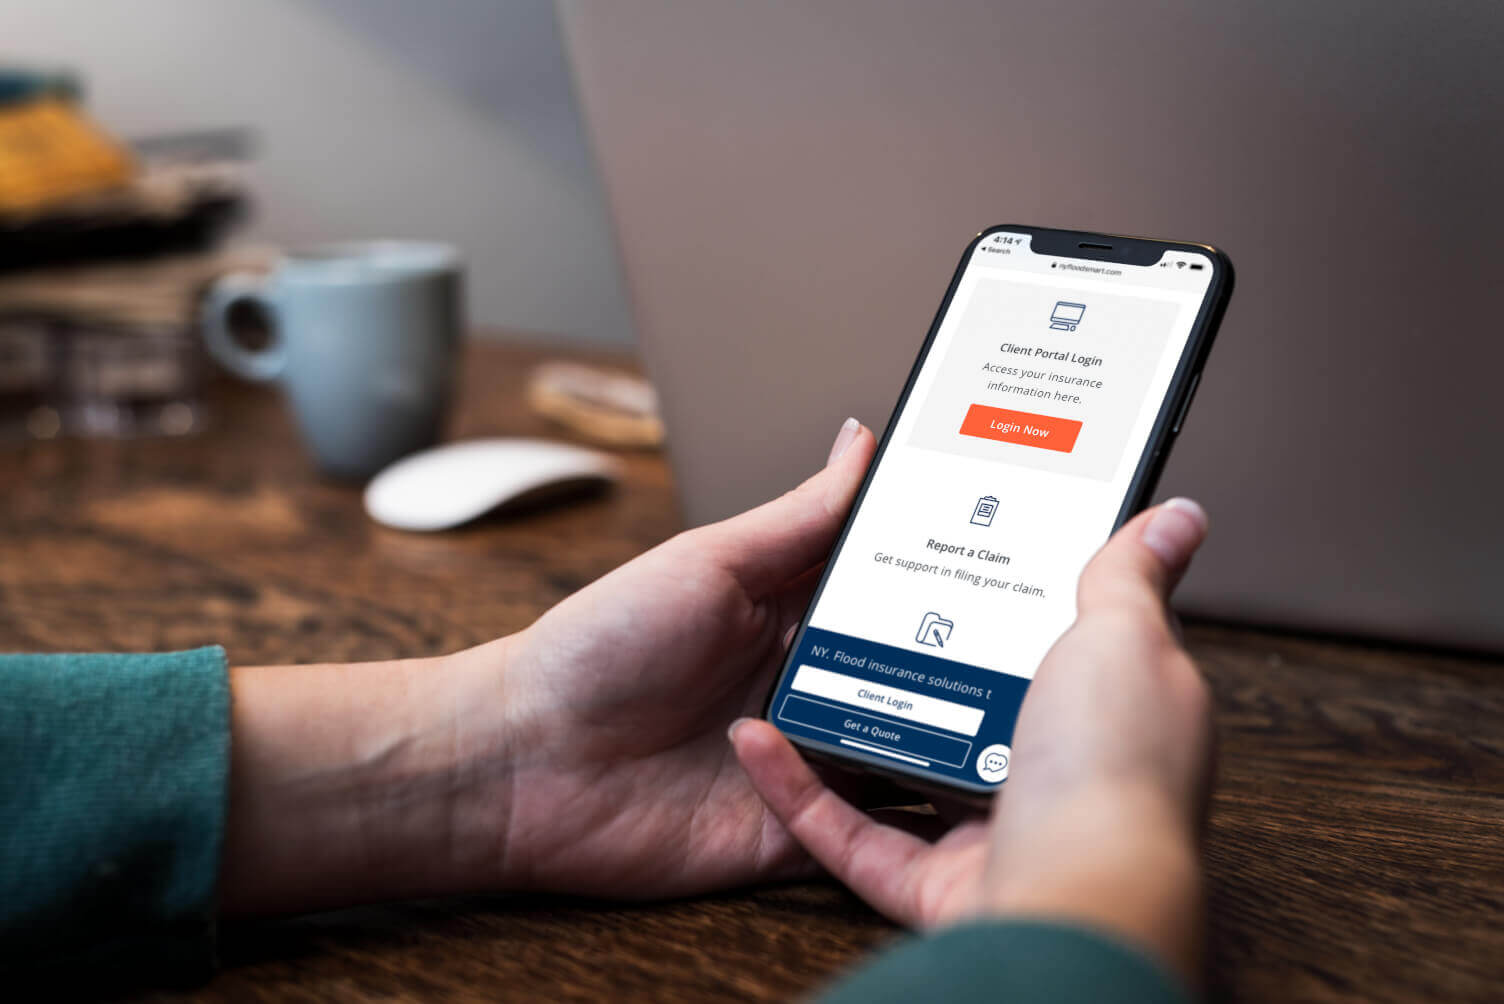 4:14
Search
nyfloodsmart.com
Client Portal Login
Access your insurance
information here.
Login Now
Report a Claim
Get support in filing your claim.
NY. Flood insurance solutions t
Client Login
Get a Quote